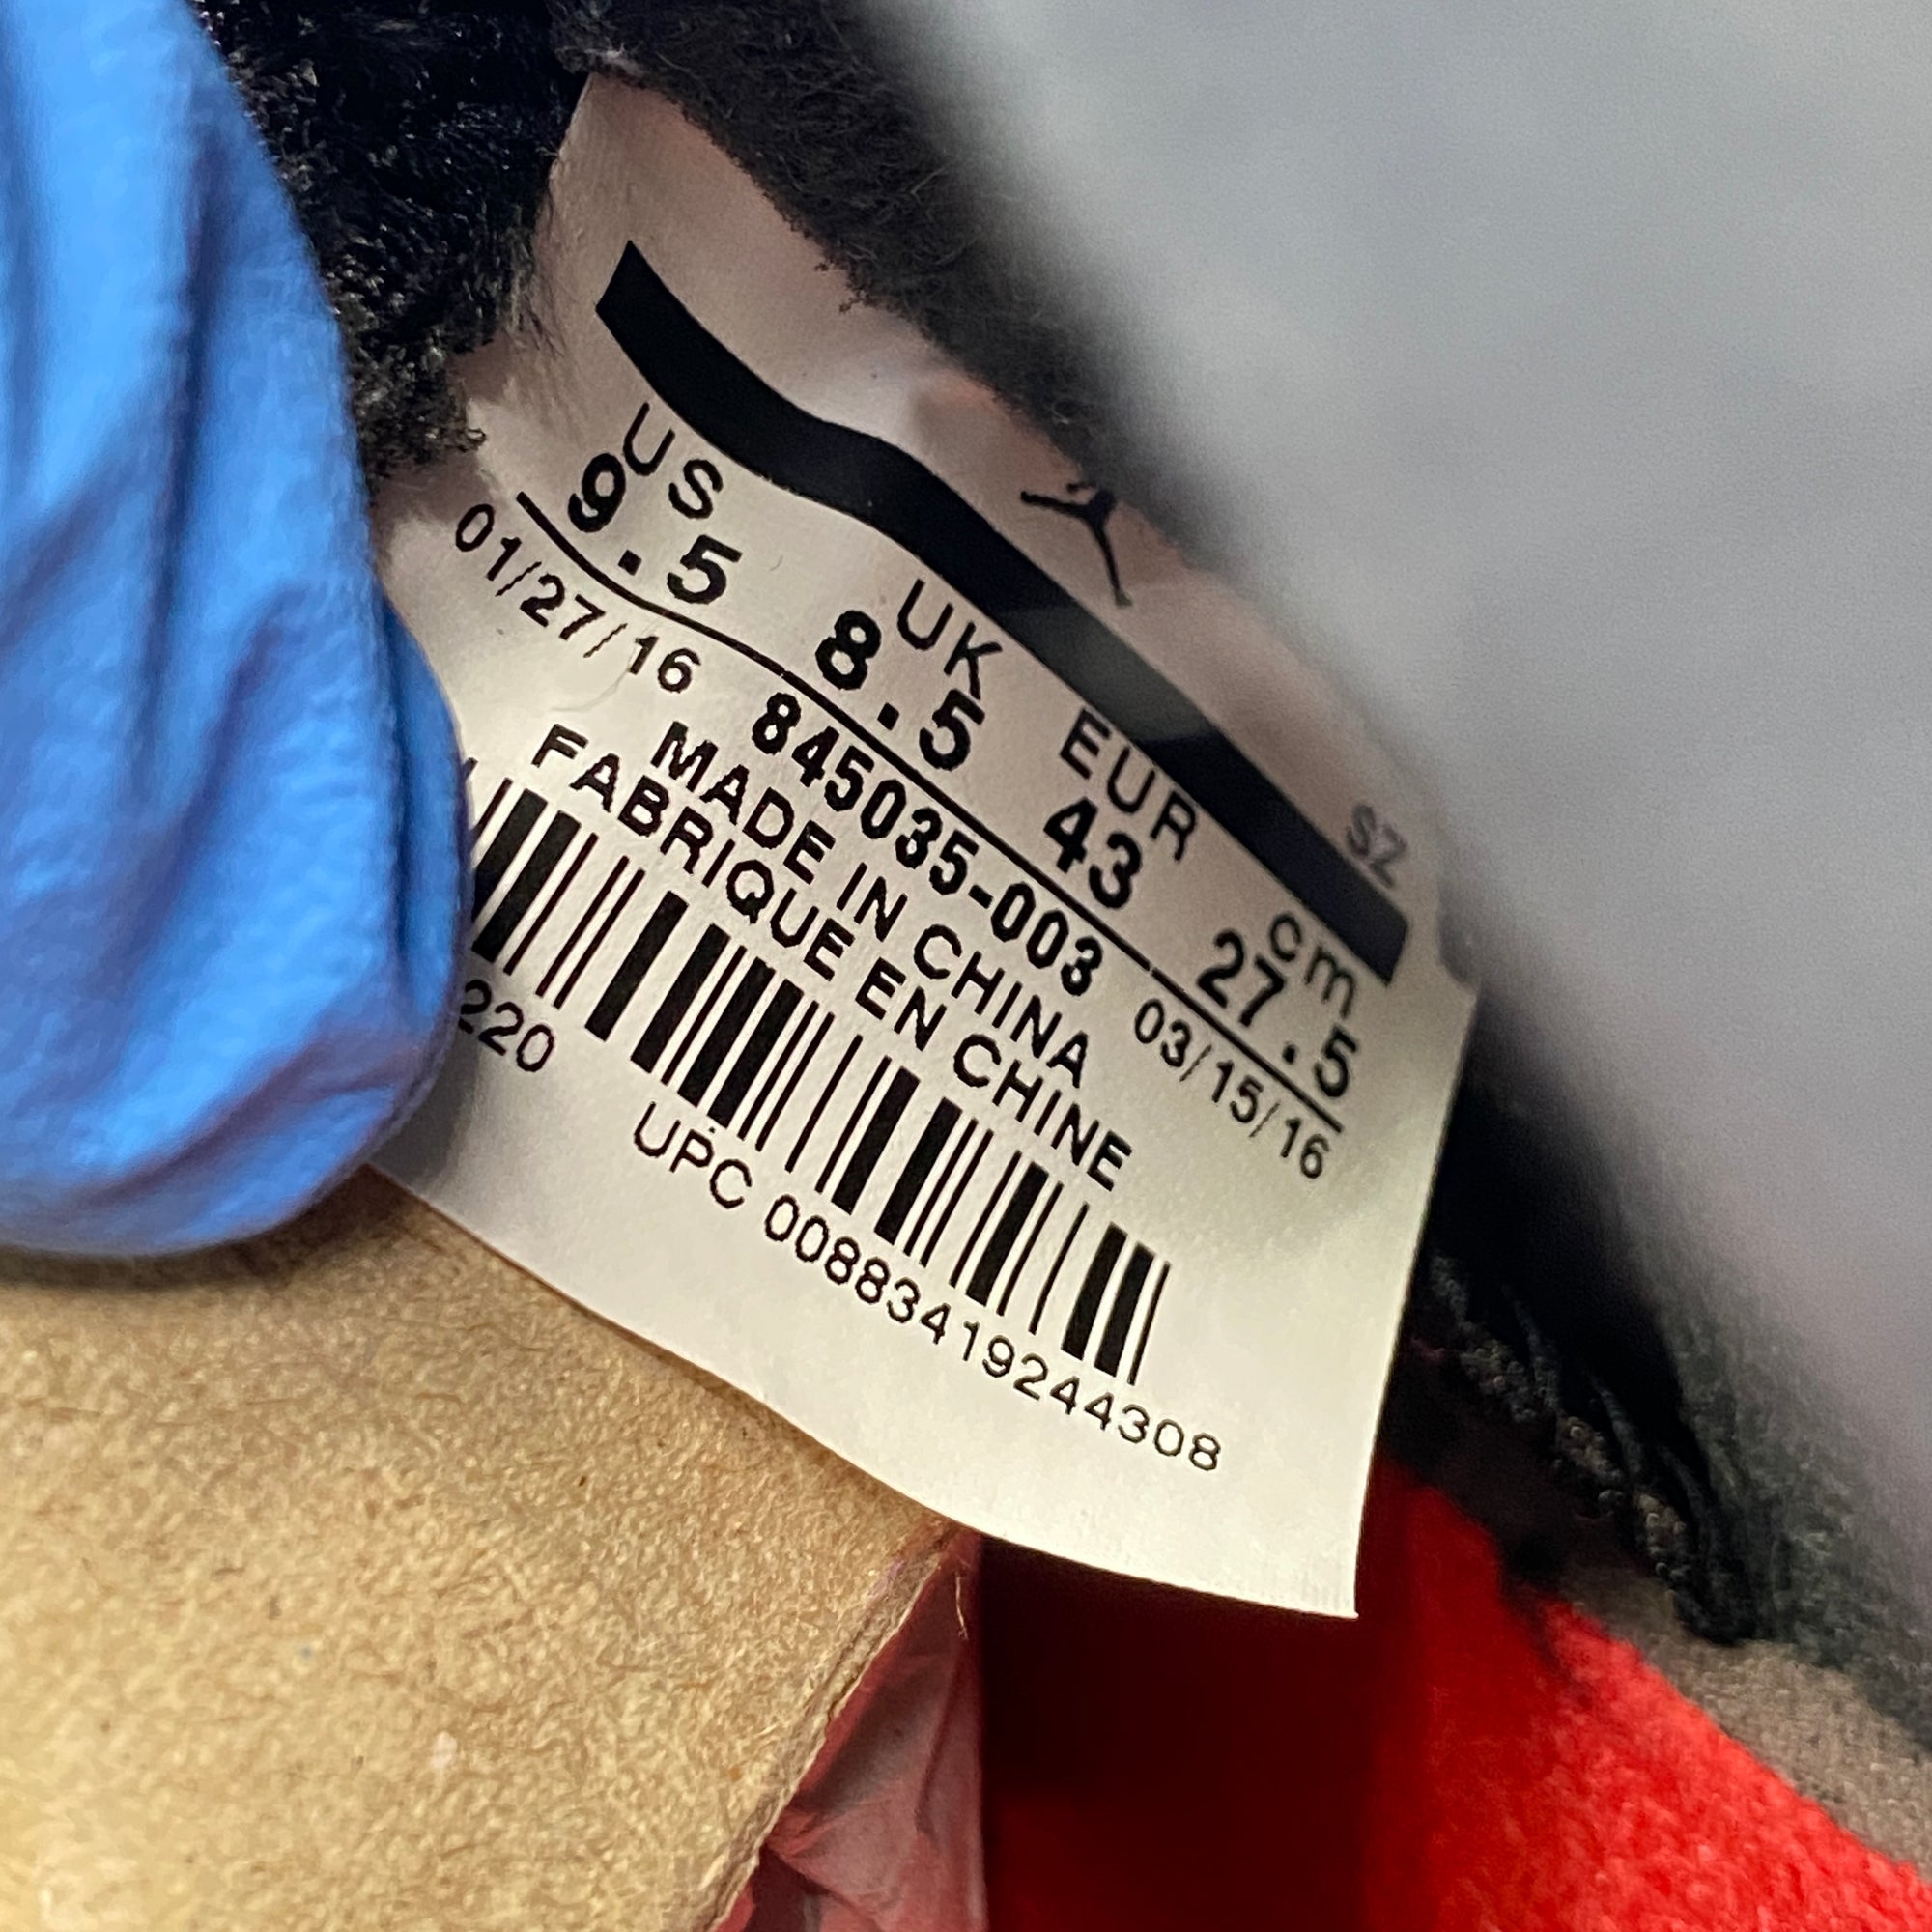 SZ
US UK EUR cm
9.5 8.5 43 27.5
01/27/16 845035-003 03/15/16
MADE IN CHINA
FABRIQUE EN CHINE
220
UPC 00883419244308